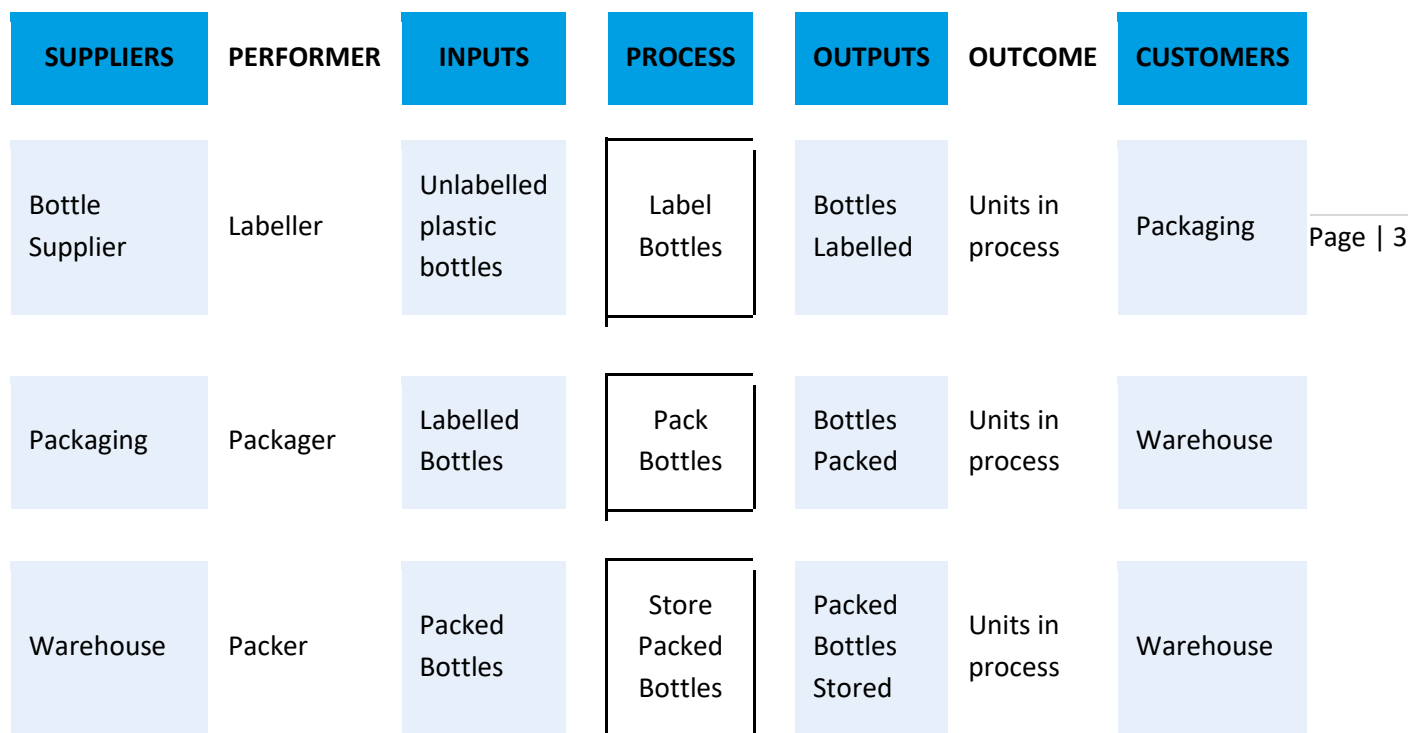 SUPPLIERS PERFORMER INPUTS PROCESS OUTPUTS OUTCOME CUSTOMERS
Bottle
Supplier
Labeller
Unlabelled
plastic
bottles
Label
Bottles
Bottles
Labelled
Units in
process
Packaging
Page | 3
Packaging
Packager
Labelled
Bottles
Pack
Bottles
Bottles
Packed
Units in
process
Warehouse
Warehouse
Packer
Packed
Bottles
Store
Packed
Bottles
Packed
Bottles
Stored
Units in
process
Warehouse